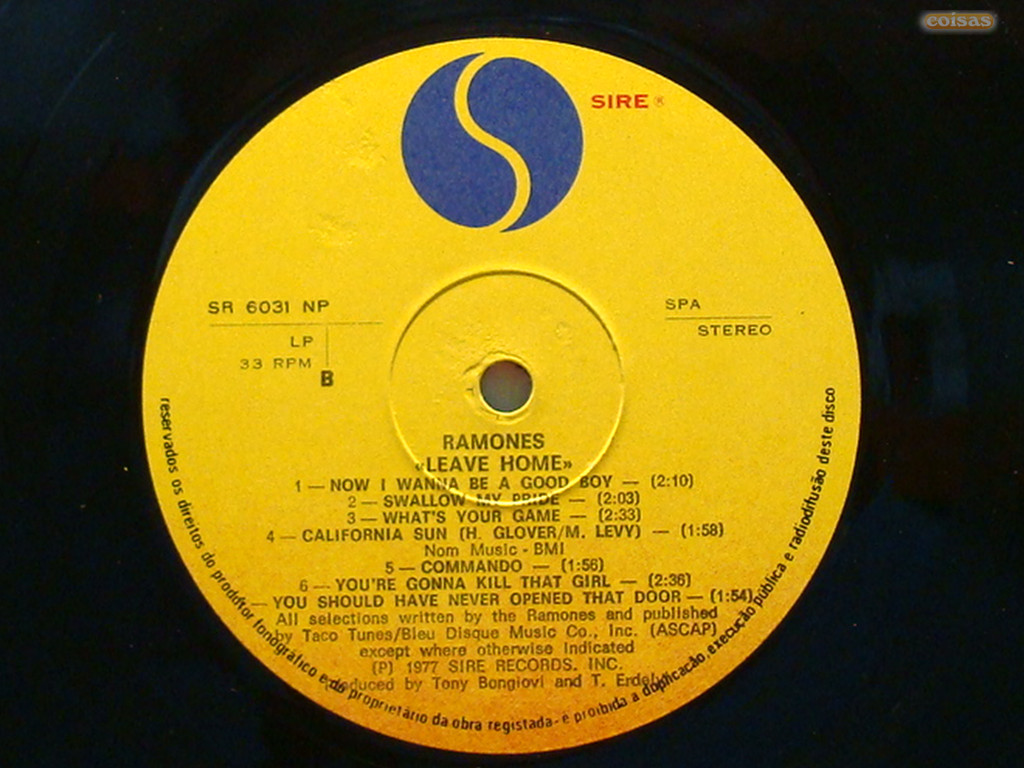 coisas
SIRE ®
SR 6031 NP
LP
33 RPM
B
SPA
STEREO
RAMONES
«LEAVE HOME»
1 — NOW I WANNA BE A GOOD BOY — (2:10)
2 — SWALLOW MY PRIDE — (2:03)
3 — WHAT'S YOUR GAME — (2:33)
4 — CALIFORNIA SUN (H. GLOVER/M. LEVY) — (1:58)
Nom Music - BMI
5 — COMMANDO — (1:56)
6 — YOU'RE GONNA KILL THAT GIRL — (2:36)
— YOU SHOULD HAVE NEVER OPENED THAT DOOR — (1:54)
All selections written by the Ramones and published
by Taco Tunes/Bleu Disque Music Co., Inc. (ASCAP)
except where otherwise Indicated
(P) 1977 SIRE RECORDS. INC.
Produced by Tony Bongiovi and T. Erdelyi
reservados os direitos do produtor fonográfico e do proprietário da obra registada - é proibida a duplicação, execução pública e radiodifusão deste disco